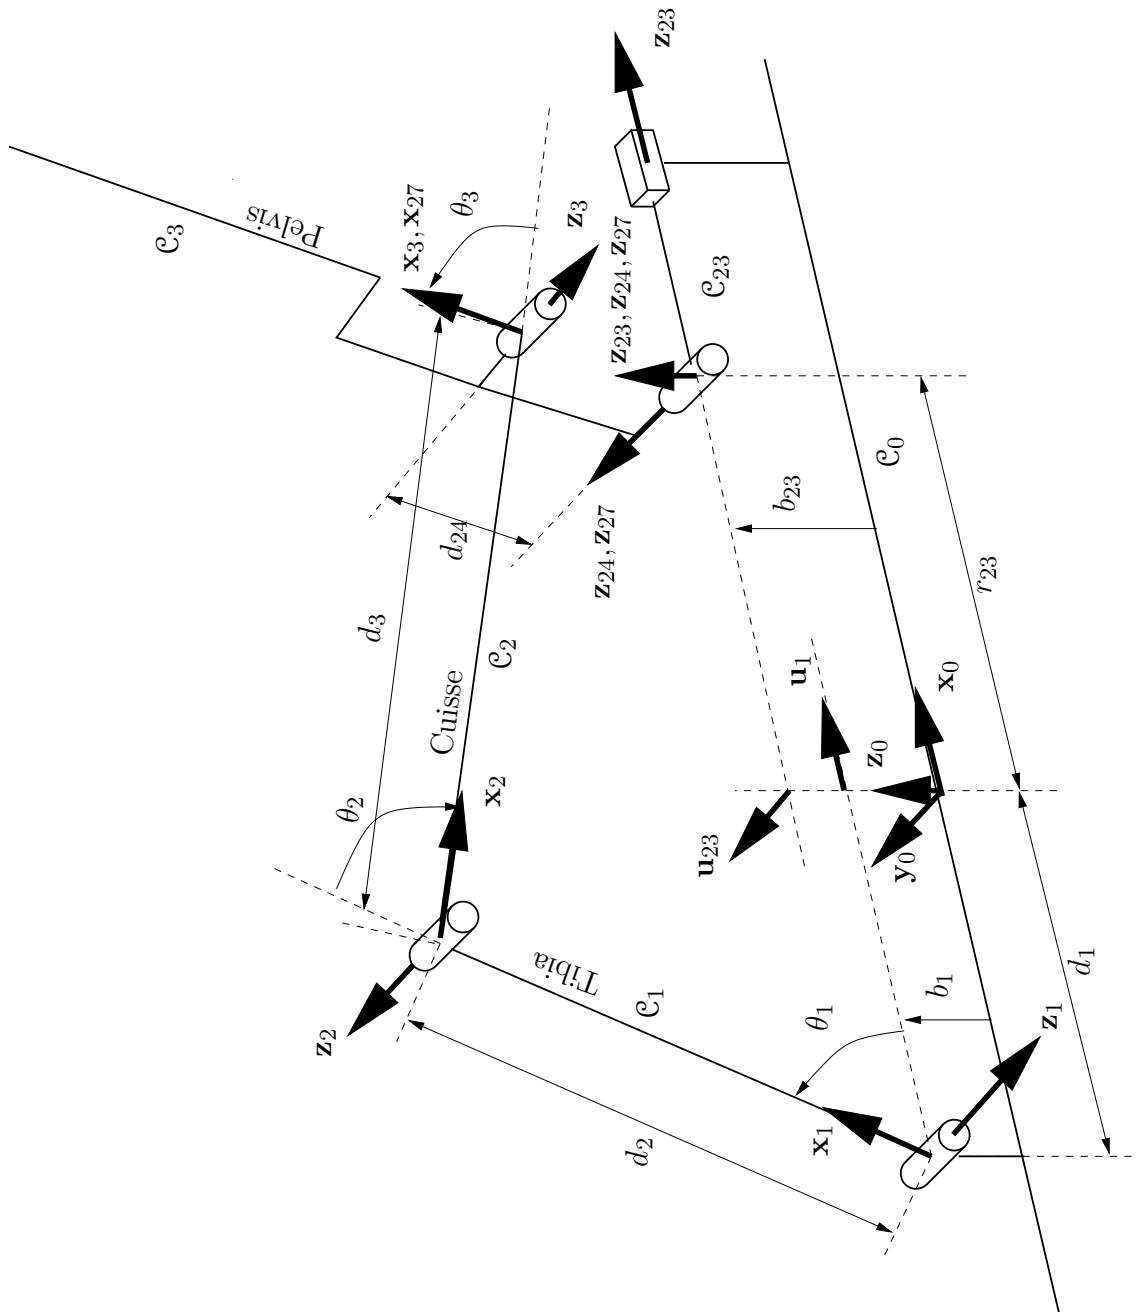 z₂₃
𝒞₃
Pelvis
x₃, x₂₇
θ₃
z₃
z₂₃, z₂₄, z₂₇
𝒞₂₃
d₂₄
z₂₄, z₂₇
b₂₃
𝒞₀
r₂₃
d₃
𝒞₂
Cuisse
x₂
θ₂
u₁
x₀
z₀
u₂₃
y₀
Tibia
𝒞₁
z₂
θ₁
b₁
d₁
z₁
x₁
d₂